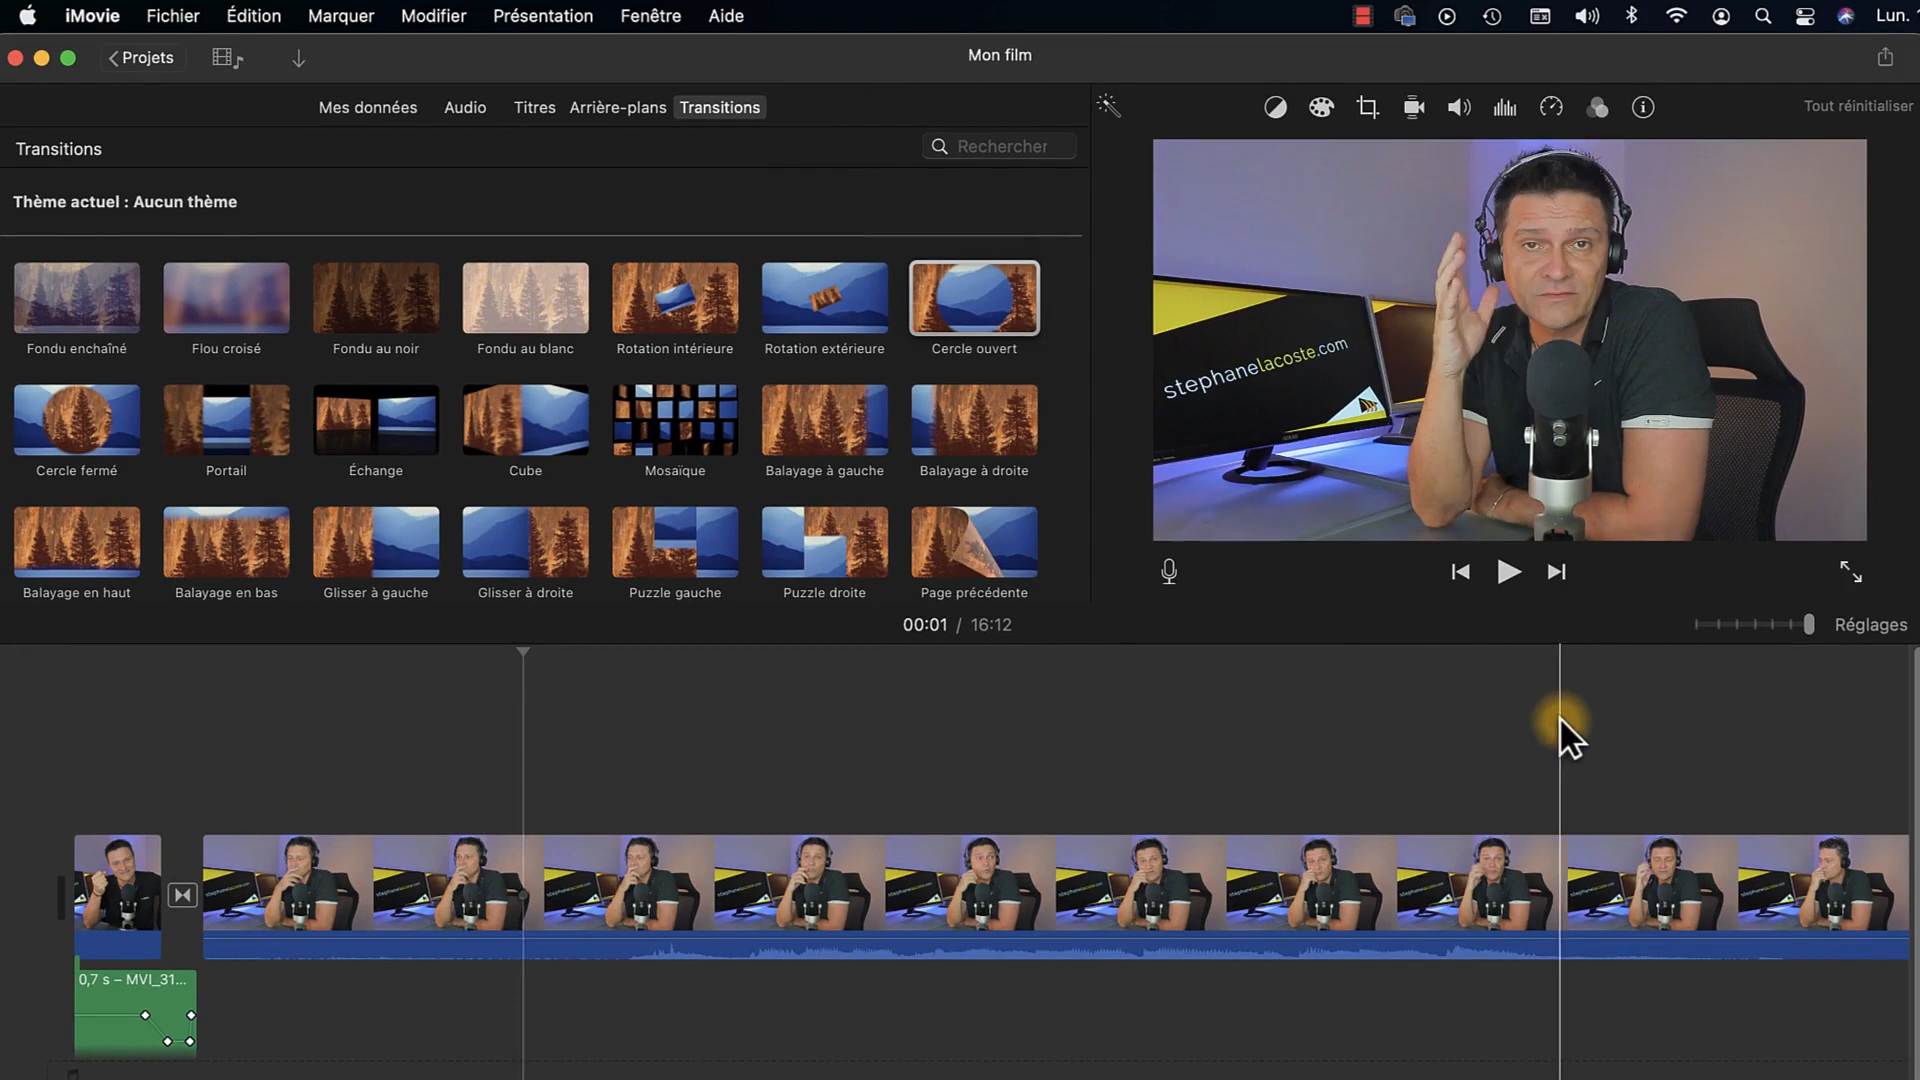 iMovie Fichier Édition Marquer Modifier Présentation Fenêtre Aide Lun.
Projets Mon film
Mes données Audio Titres Arrière-plans Transitions Tout réinitialiser
Transitions Rechercher
Thème actuel : Aucun thème
Fondu enchaîné Flou croisé Fondu au noir Fondu au blanc Rotation intérieure Rotation extérieure Cercle ouvert
Cercle fermé Portail Échange Cube Mosaïque Balayage à gauche Balayage à droite
Balayage en haut Balayage en bas Glisser à gauche Glisser à droite Puzzle gauche Puzzle droite Page précédente
stephanelacoste.com
00:01 / 16:12 Réglages
0,7 s – MVI_31...